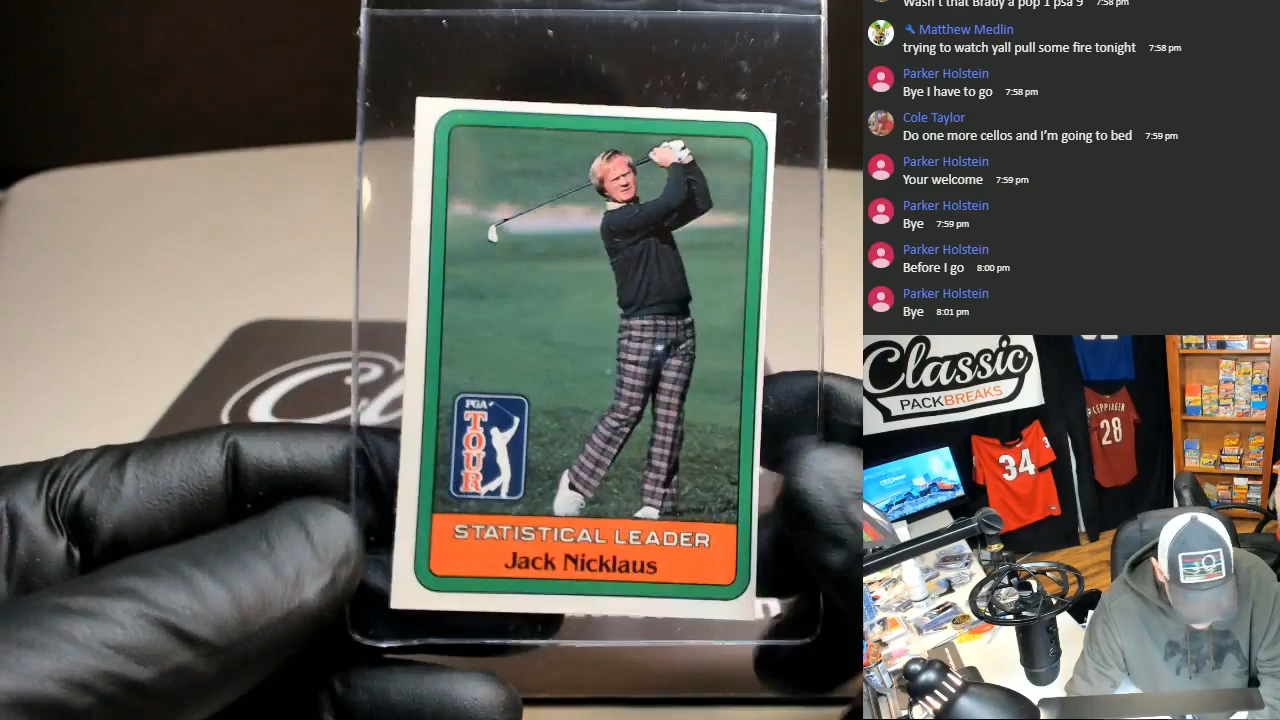 PGA
TOUR
STATISTICAL LEADER
Jack Nicklaus
Wasn't that Brady a pop 1 psa 9 7:58 pm
Matthew Medlin
trying to watch yall pull some fire tonight 7:58 pm
Parker Holstein
Bye I have to go 7:58 pm
Cole Taylor
Do one more cellos and I'm going to bed 7:59 pm
Parker Holstein
Your welcome 7:59 pm
Parker Holstein
Bye 7:59 pm
Parker Holstein
Before I go 8:00 pm
Parker Holstein
Bye 8:01 pm
Classic
PACKBREAKS
34
28